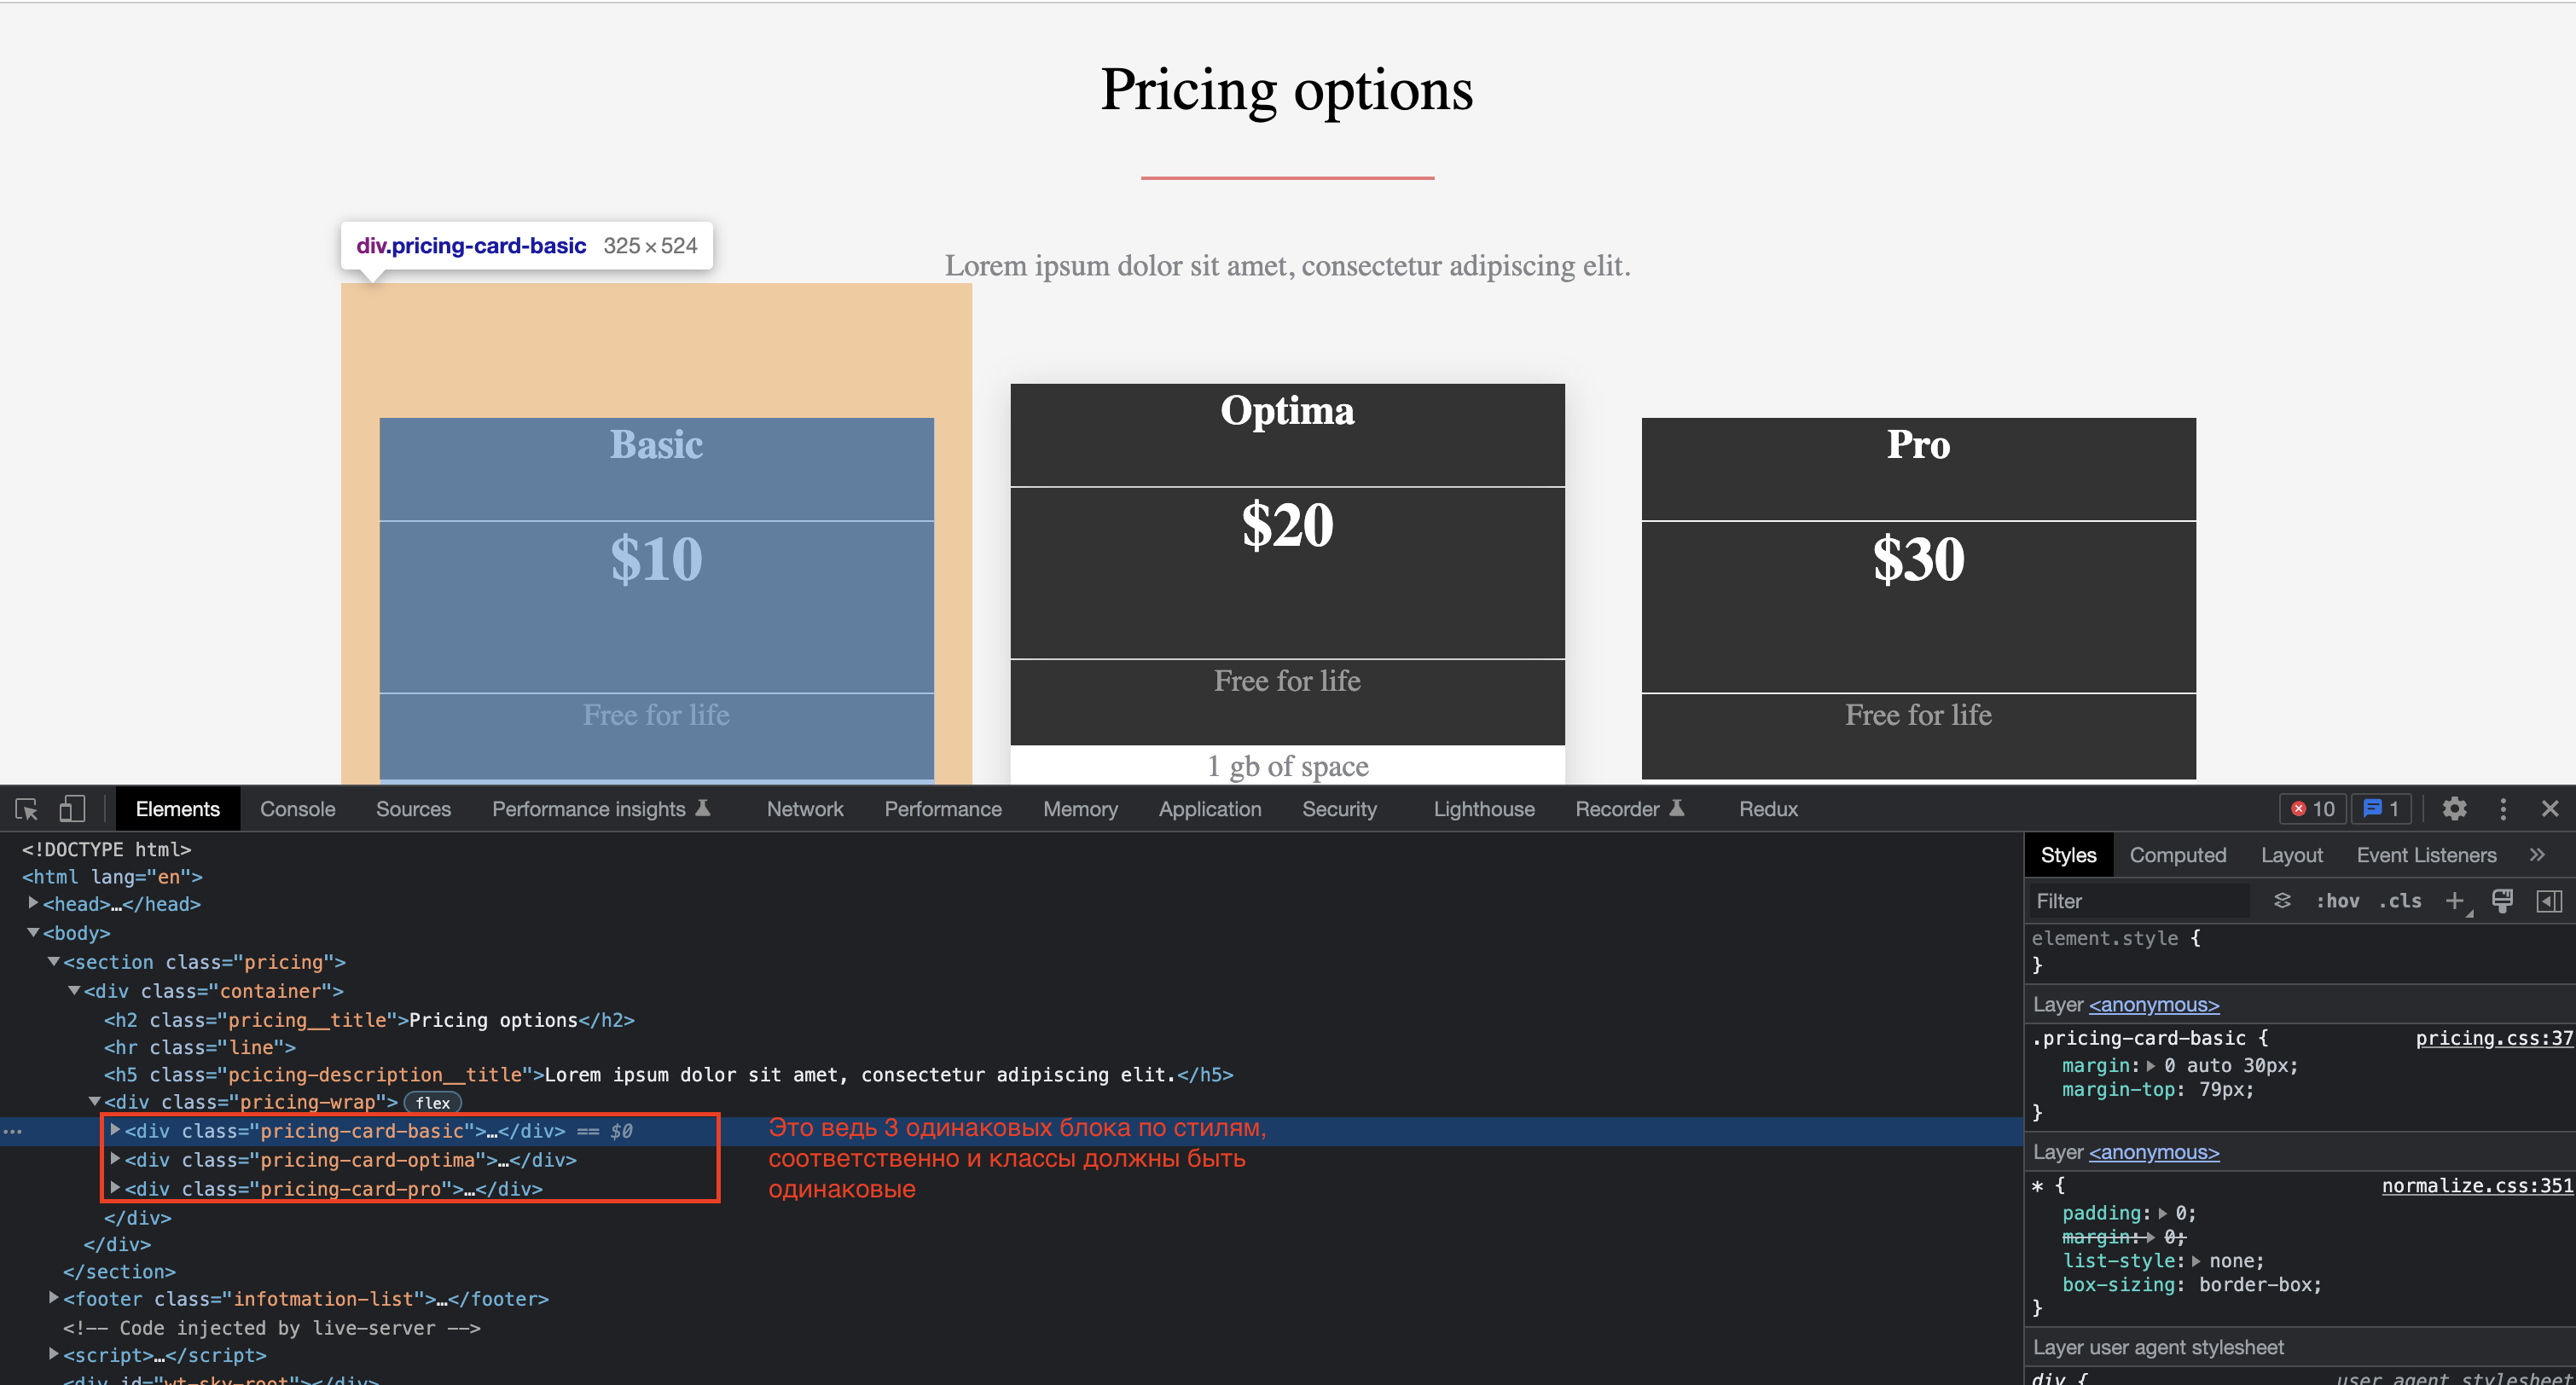 Pricing options
div.pricing-card-basic 325 × 524
Lorem ipsum dolor sit amet, consectetur adipiscing elit.
Basic
$10
Free for life
Optima
$20
Free for life
1 gb of space
Pro
$30
Free for life
Elements Console Sources Performance insights Network Performance Memory Application Security Lighthouse Recorder Redux 10 1
<!DOCTYPE html>
<html lang="en">
<head>…</head>
<body>
<section class="pricing">
<div class="container">
<h2 class="pricing__title">Pricing options</h2>
<hr class="line">
<h5 class="pcicing-description__title">Lorem ipsum dolor sit amet, consectetur adipiscing elit.</h5>
<div class="pricing-wrap"> flex
<div class="pricing-card-basic">…</div> == $0
<div class="pricing-card-optima">…</div>
<div class="pricing-card-pro">…</div>
Это ведь 3 одинаковых блока по стилям,
соответственно и классы должны быть
одинаковые
</div>
</div>
</section>
<footer class="infotmation-list">…</footer>
<!-- Code injected by live-server -->
<script>…</script>
<div id="wt-sky-root"></div>
Styles Computed Layout Event Listeners
Filter :hov .cls
element.style {
}
Layer <anonymous>
.pricing-card-basic { pricing.css:37
margin: 0 auto 30px;
margin-top: 79px;
}
Layer <anonymous>
* { normalize.css:351
padding: 0;
margin: 0;
list-style: none;
box-sizing: border-box;
}
Layer user agent stylesheet
div { user agent stylesheet